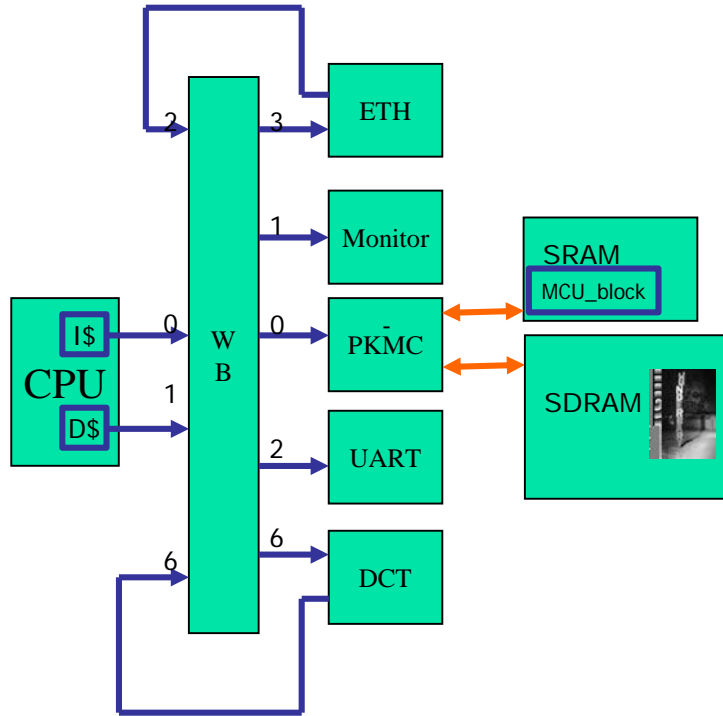 ETH
2
3
1
Monitor
SRAM
MCU_block
I$
0
0
-
PKMC
W
B
CPU
1
SDRAM
D$
2
UART
6
6
DCT